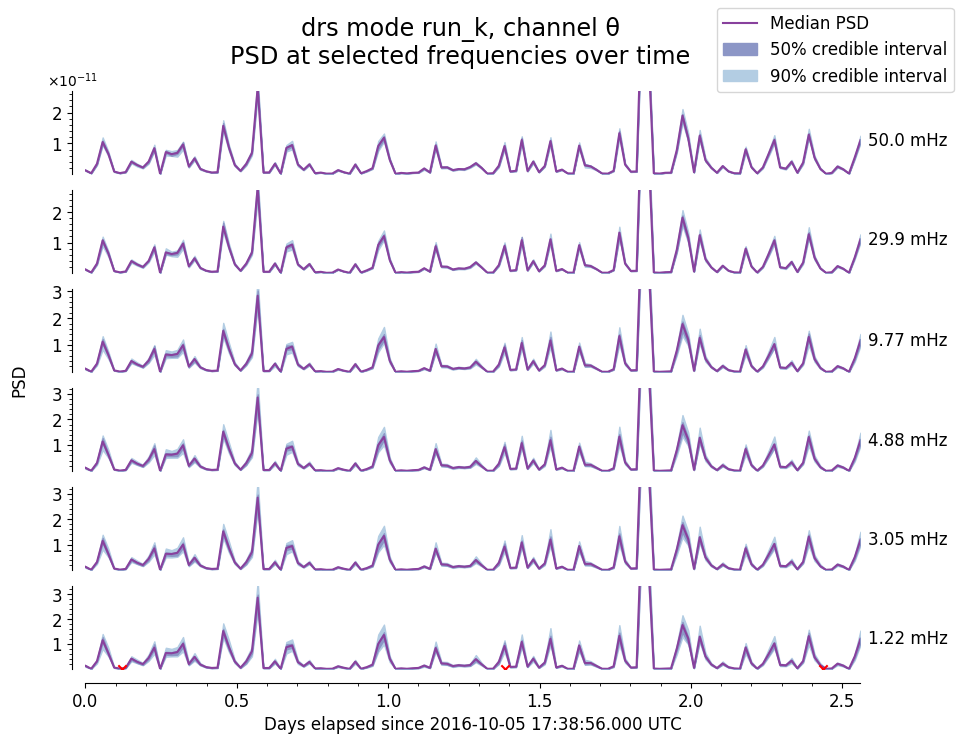 drs mode run_k, channel θ
PSD at selected frequencies over time
Median PSD
50% credible interval
90% credible interval
×10⁻¹¹
2
1
50.0 mHz
2
1
29.9 mHz
3
1
9.77 mHz
PSD
3
2
1
4.88 mHz
3
2
1
3.05 mHz
3
2
1
1.22 mHz
0.0 0.5 1.0 1.5 2.0 2.5
Days elapsed since 2016-10-05 17:38:56.000 UTC